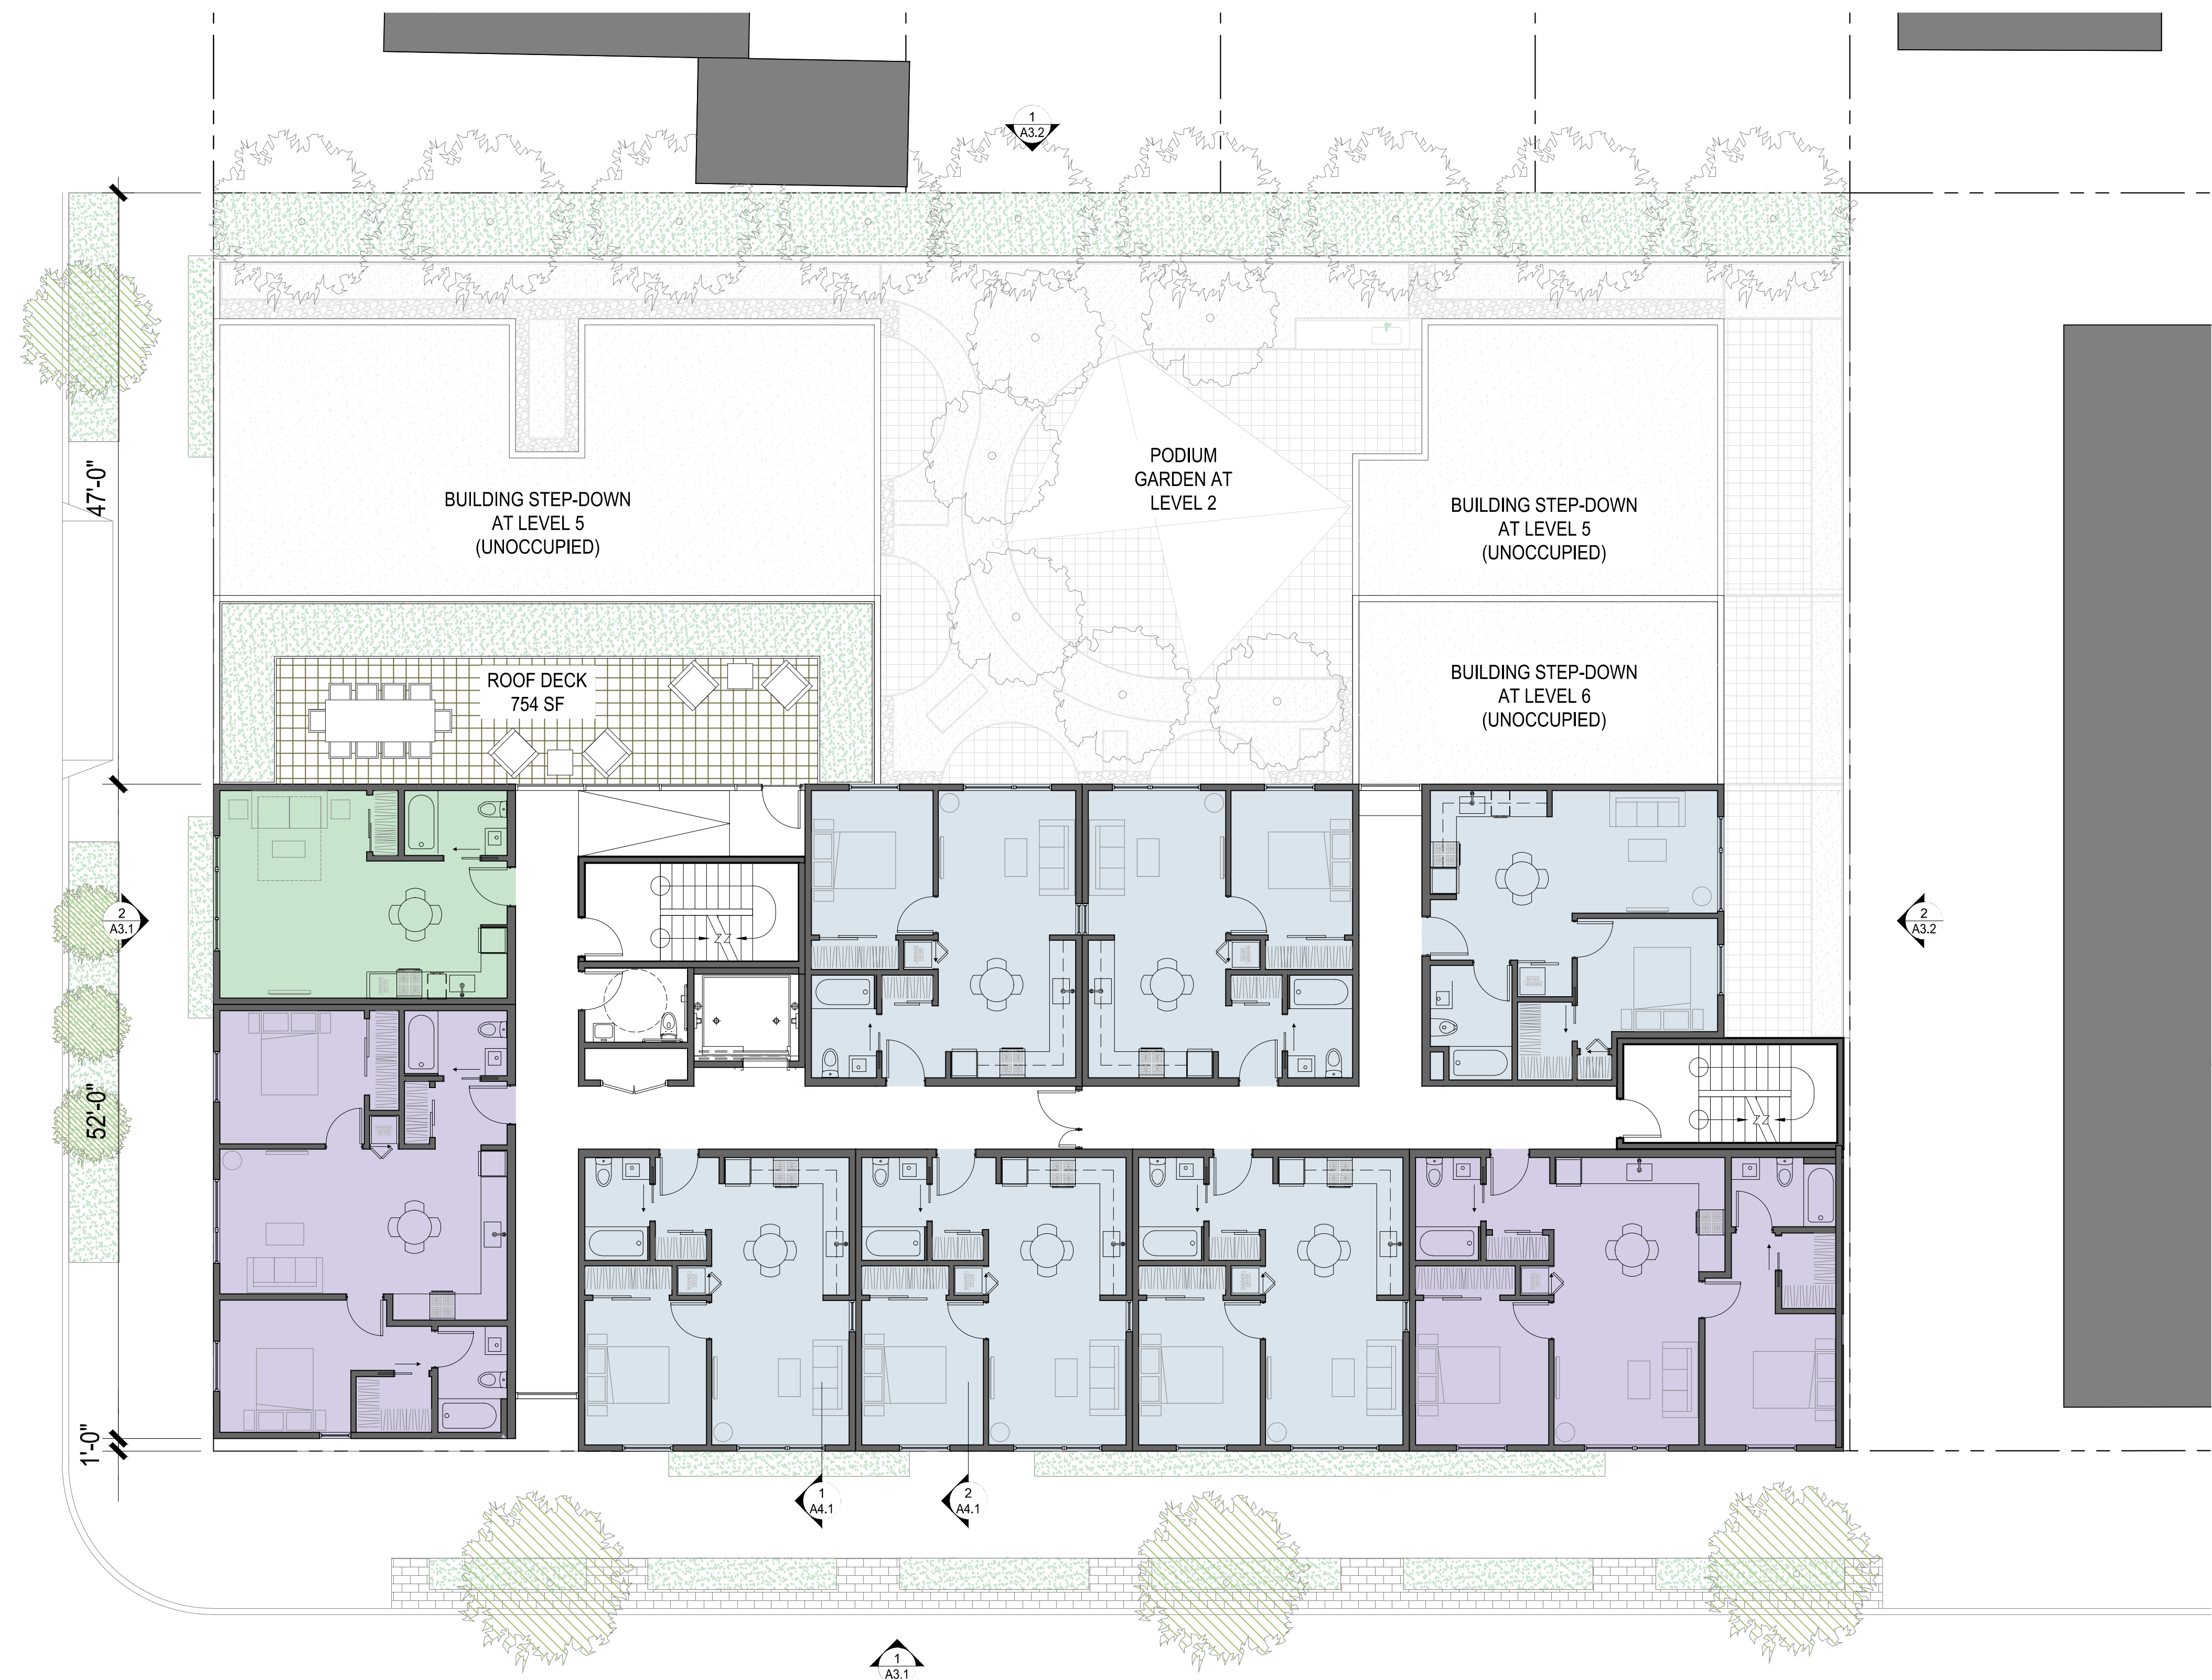 1
A3.2
47'-0"
PODIUM
GARDEN AT
LEVEL 2
BUILDING STEP-DOWN
AT LEVEL 5
(UNOCCUPIED)
BUILDING STEP-DOWN
AT LEVEL 5
(UNOCCUPIED)
ROOF DECK
754 SF
BUILDING STEP-DOWN
AT LEVEL 6
(UNOCCUPIED)
2
A3.1
2
A3.2
52'-0"
1'-0"
1
A4.1
2
A4.1
1
A3.1